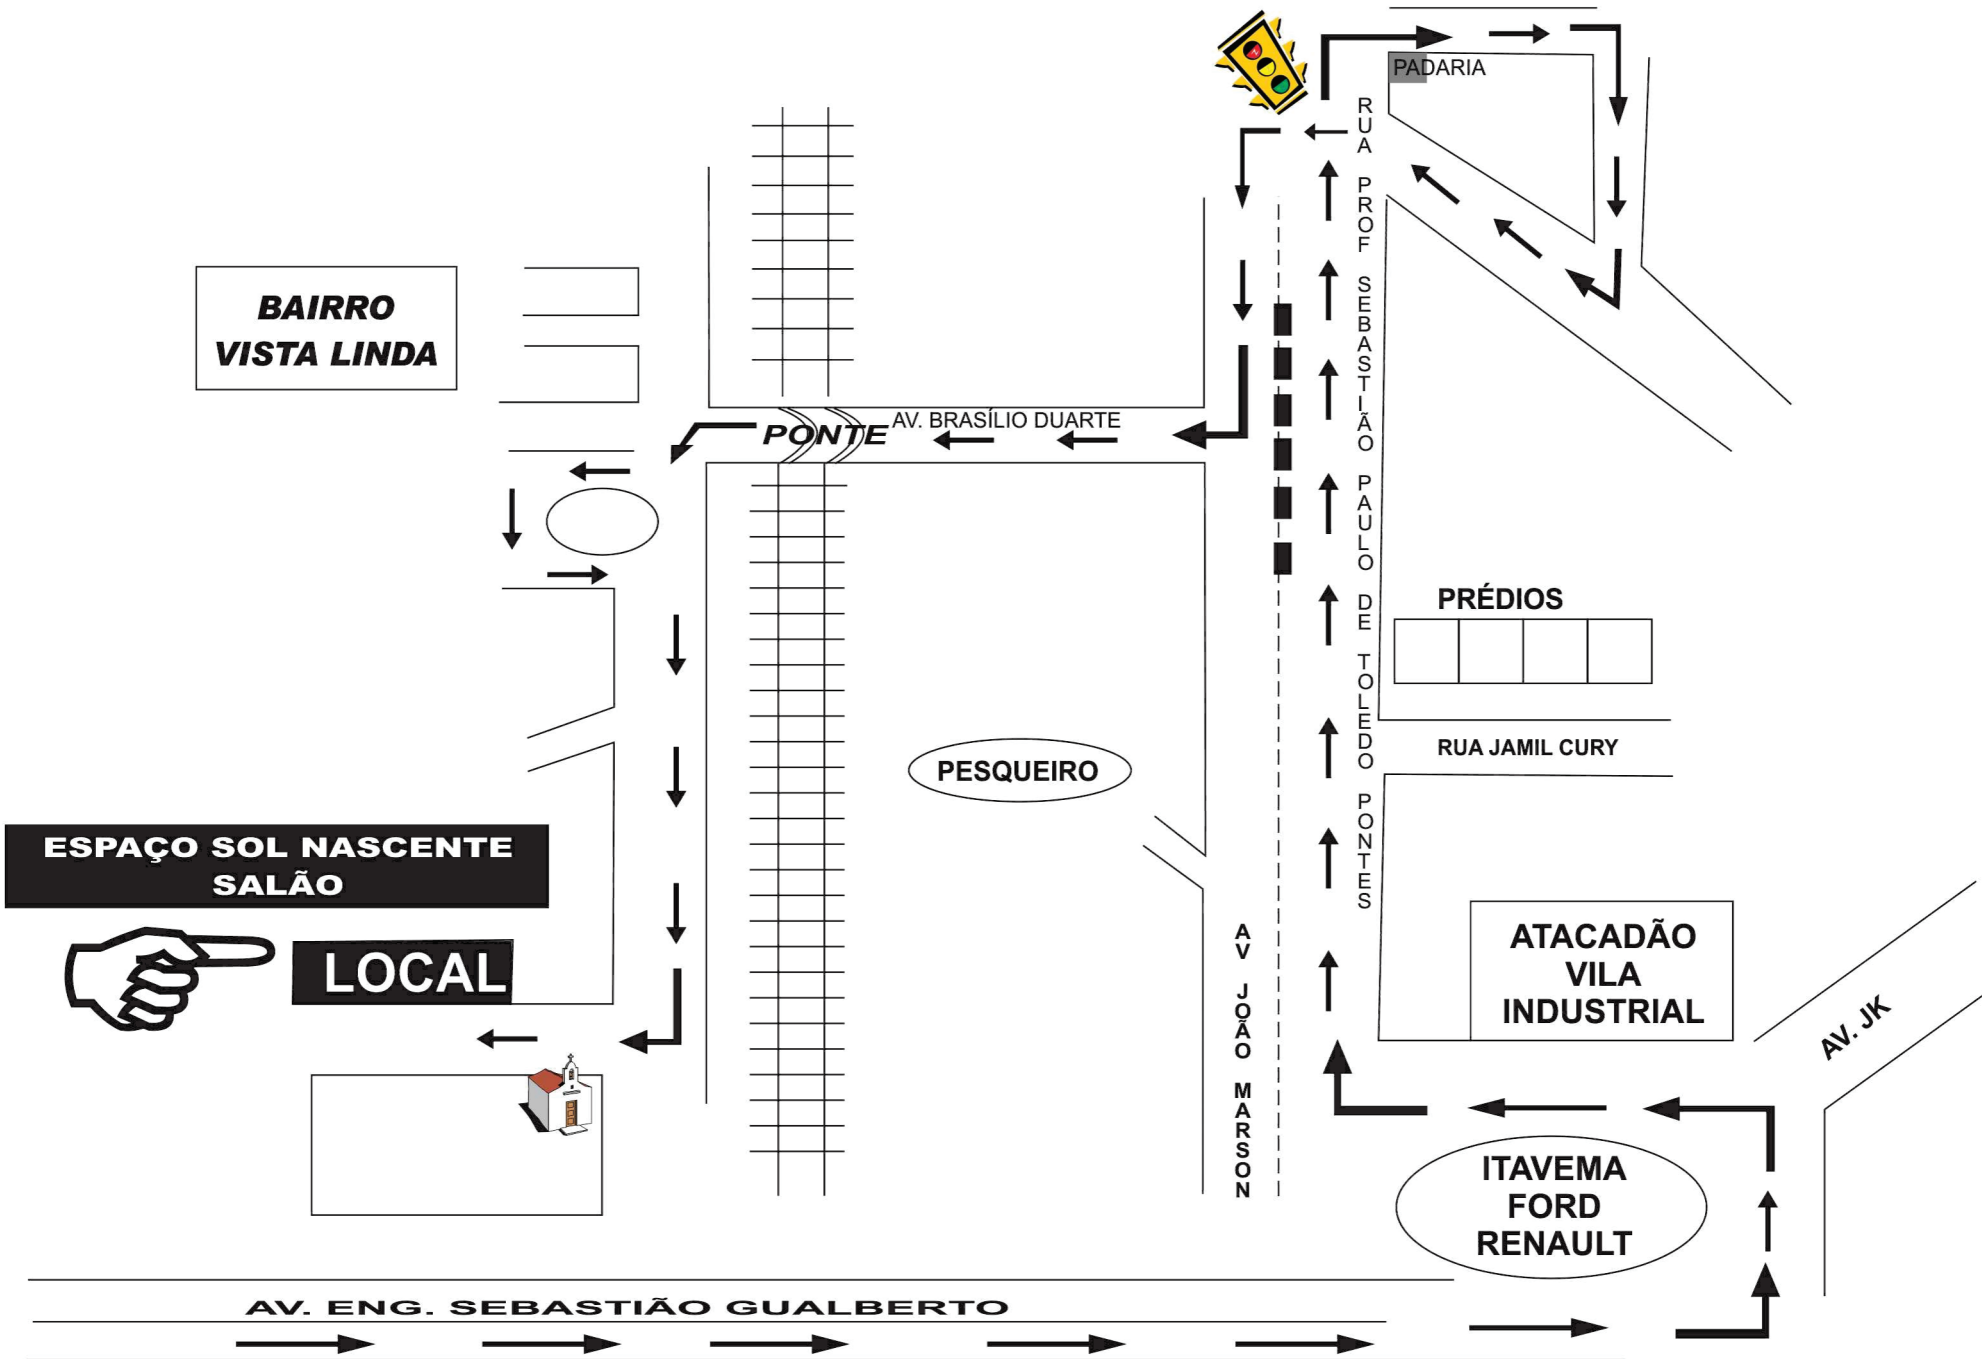 PADARIA
RUA PROF SEBASTIÃO PAULO DE TOLEDO PONTES
BAIRRO
VISTA LINDA
AV. BRASÍLIO DUARTE
PONTE
PRÉDIOS
RUA JAMIL CURY
PESQUEIRO
ESPAÇO SOL NASCENTE
SALÃO
LOCAL
AV JOÃO MARSON
ATACADÃO
VILA
INDUSTRIAL
AV. JK
ITAVEMA
FORD
RENAULT
AV. ENG. SEBASTIÃO GUALBERTO